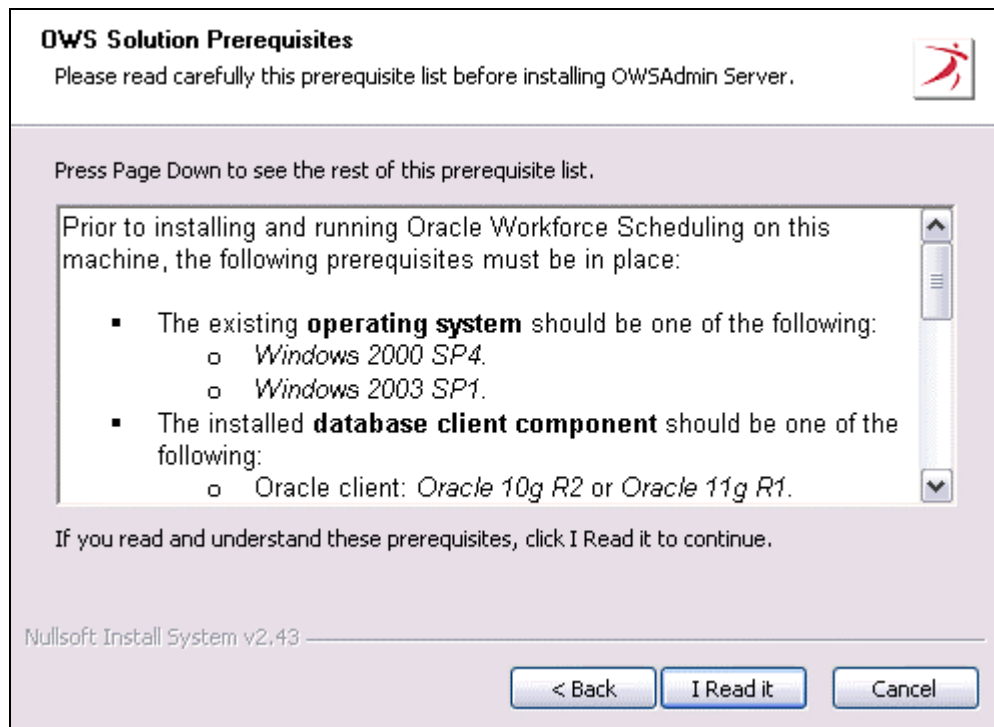 OWS Solution Prerequisites
Please read carefully this prerequisite list before installing OWSAdmin Server.
Press Page Down to see the rest of this prerequisite list.
Prior to installing and running Oracle Workforce Scheduling on this
machine, the following prerequisites must be in place:
▪ The existing operating system should be one of the following:
o Windows 2000 SP4.
o Windows 2003 SP1.
▪ The installed database client component should be one of the
following:
o Oracle client: Oracle 10g R2 or Oracle 11g R1.
If you read and understand these prerequisites, click I Read it to continue.
Nullsoft Install System v2.43
< Back
I Read it
Cancel